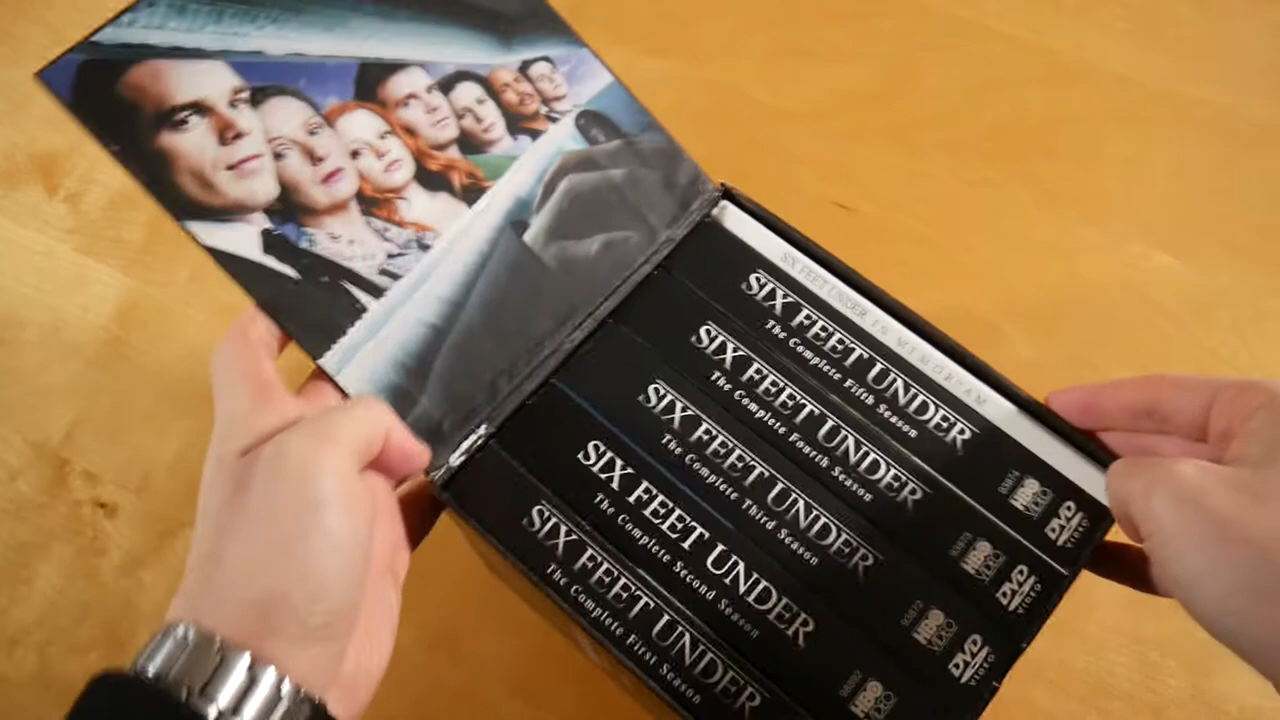 SIX FEET UNDER IN MEMORIAM
SIX FEET UNDER
The Complete Fifth Season
93874
HBO
VIDEO
DVD
VIDEO
SIX FEET UNDER
The Complete Fourth Season
HBO
VIDEO
DVD
VIDEO
SIX FEET UNDER
The Complete Third Season
93872
HBO
VIDEO
DVD
VIDEO
SIX FEET UNDER
The Complete Second Season
HBO
VIDEO
SIX FEET UNDER
The Complete First Season